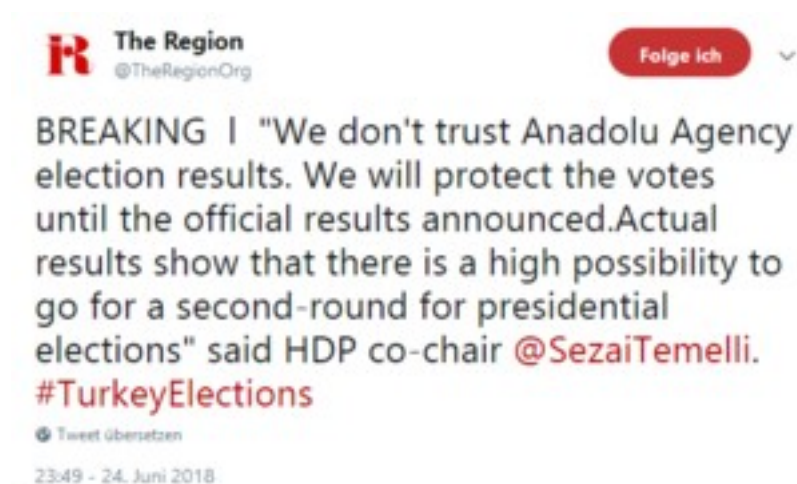 The Region
@TheRegionOrg
Folge ich
BREAKING | "We don't trust Anadolu Agency
election results. We will protect the votes
until the official results announced.Actual
results show that there is a high possibility to
go for a second-round for presidential
elections" said HDP co-chair @SezaiTemelli.
#TurkeyElections
Tweet übersetzen
23:49 - 24. Juni 2018